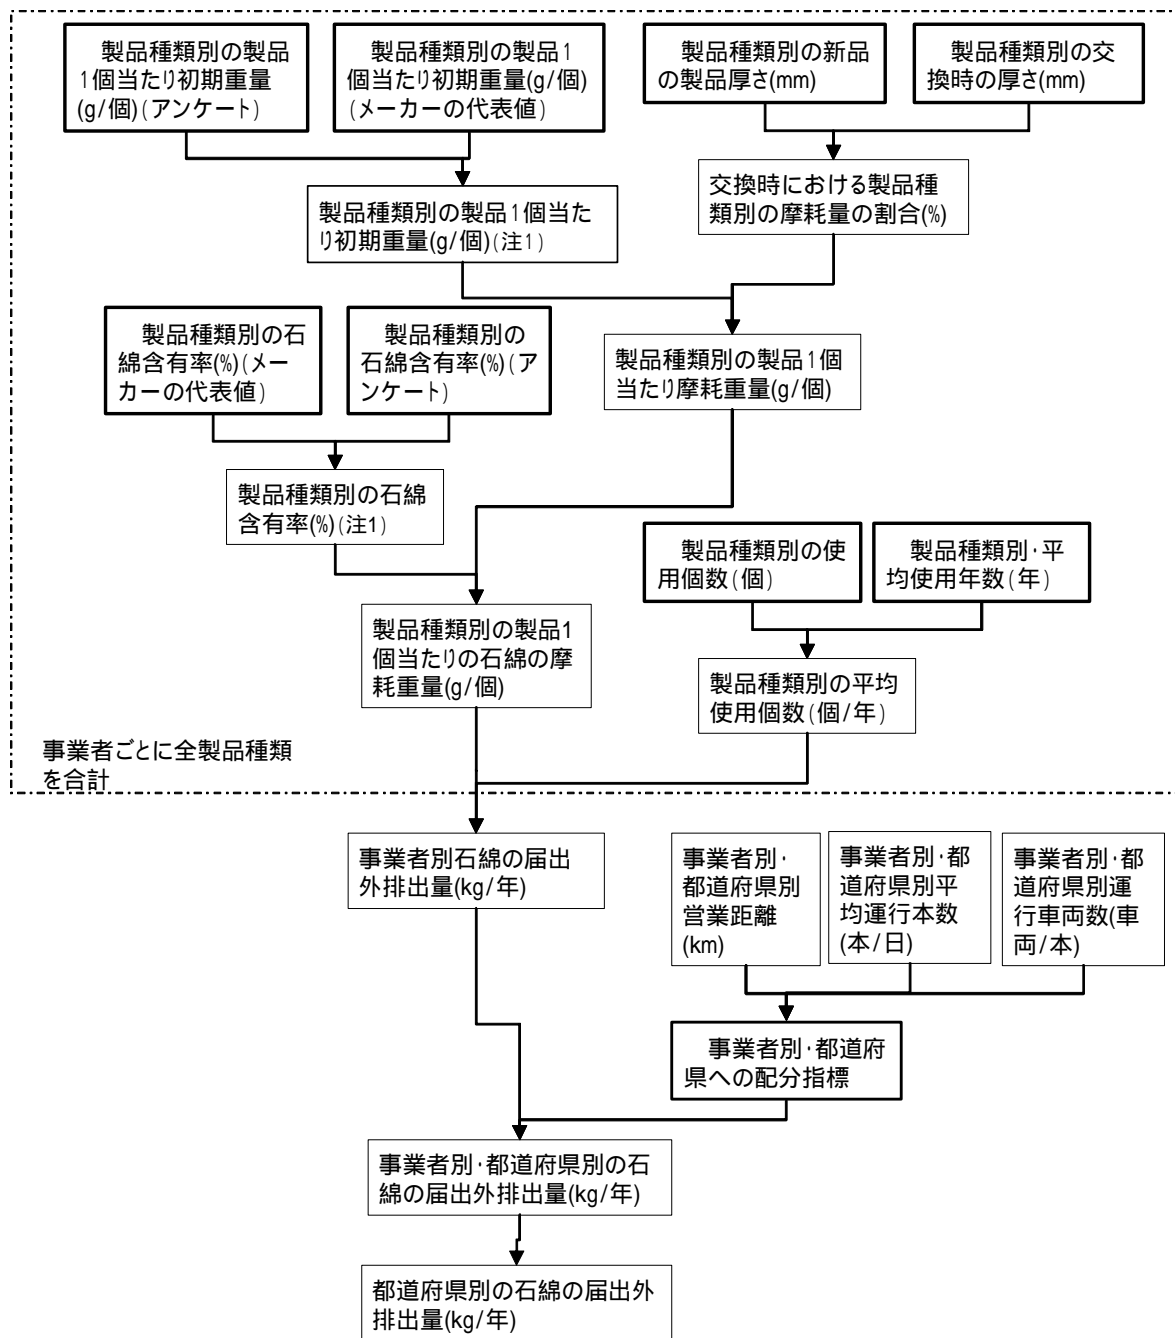 製品種類別の製品
1個当たり初期重量
(g/個)(アンケート)
製品種類別の製品1
個当たり初期重量(g/個)
(メーカーの代表値)
製品種類別の新品
の製品厚さ(mm)
製品種類別の交
換時の厚さ(mm)
製品種類別の製品1個当た
り初期重量(g/個)(注1)
交換時における製品種
類別の摩耗量の割合(%)
製品種類別の石
綿含有率(%)(メー
カーの代表値)
製品種類別の
石綿含有率(%)(ア
ンケート)
製品種類別の製品1個
当たり摩耗重量(g/個)
製品種類別の石綿
含有率(%)(注1)
製品種類別の使
用個数(個)
製品種類別・平
均使用年数(年)
製品種類別の製品1
個当たりの石綿の摩
耗重量(g/個)
製品種類別の平均
使用個数(個/年)
事業者ごとに全製品種類
を合計
事業者別石綿の届出
外排出量(kg/年)
事業者別・
都道府県別
営業距離
(km)
事業者別・都
道府県別平
均運行本数
(本/日)
事業者別・都
道府県別運
行車両数(車
両/本)
事業者別・都道府
県への配分指標
事業者別・都道府県別の石
綿の届出外排出量(kg/年)
都道府県別の石綿の届出外
排出量(kg/年)